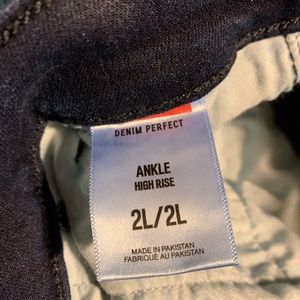 DENIM PERFECT
ANKLE
HIGH RISE
2L/2L
MADE IN PAKISTAN
FABRIQUÉ AU PAKISTAN